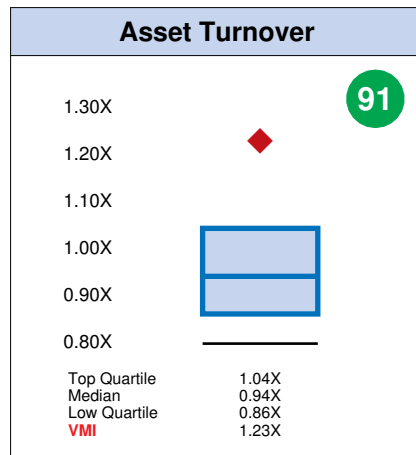 Asset Turnover
91
1.30X
1.20X
1.10X
1.00X
0.90X
0.80X
Top Quartile 1.04X
Median 0.94X
Low Quartile 0.86X
VMI 1.23X